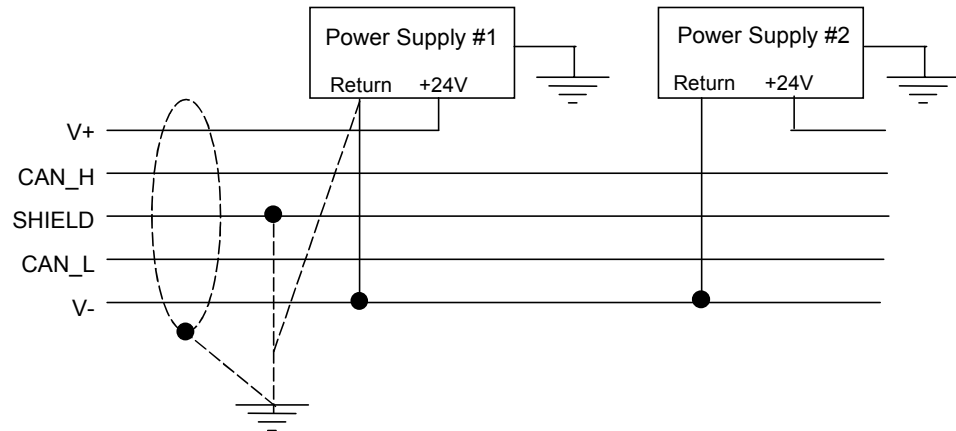 Power Supply #1
Return +24V
Power Supply #2
Return +24V
V+
CAN_H
SHIELD
CAN_L
V-